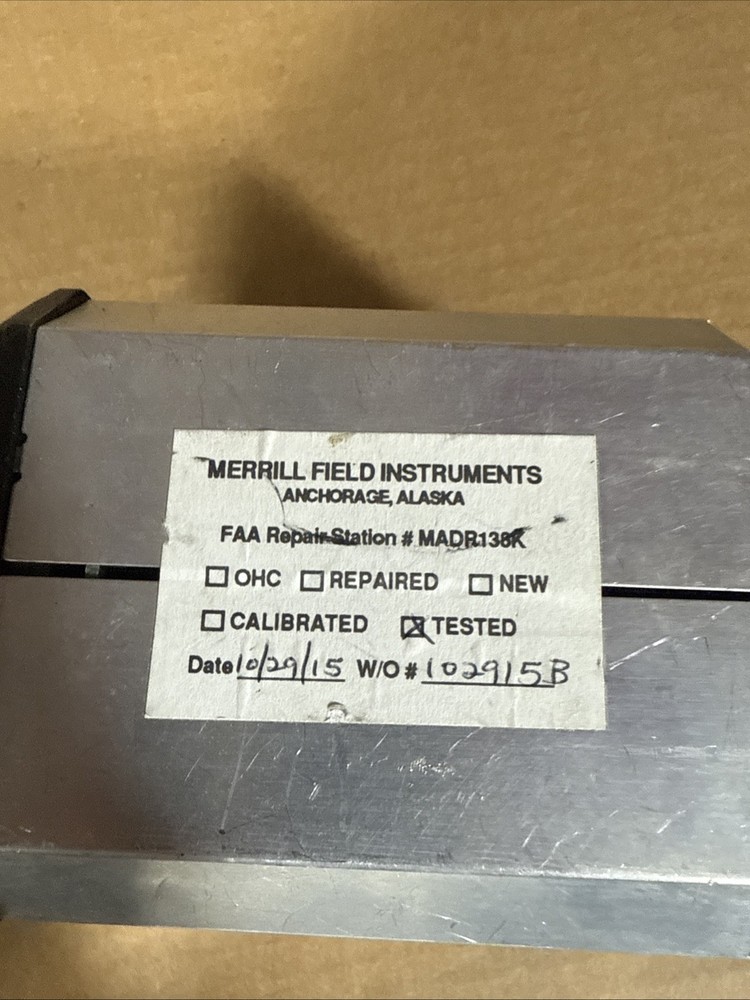 MERRILL FIELD INSTRUMENTS
ANCHORAGE, ALASKA
FAA Repair Station # MADR138K
☐ OHC ☐ REPAIRED ☐ NEW
☐ CALIBRATED ☒ TESTED
Date 10/29/15 W/O # 102915B